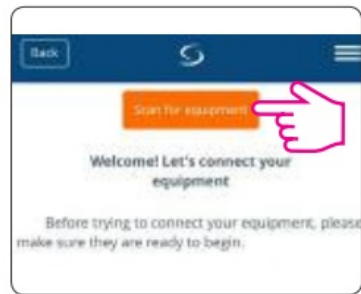 Back
Scan for equipment
Welcome! Let's connect your
equipment
Before trying to connect your equipment, please
make sure they are ready to begin.